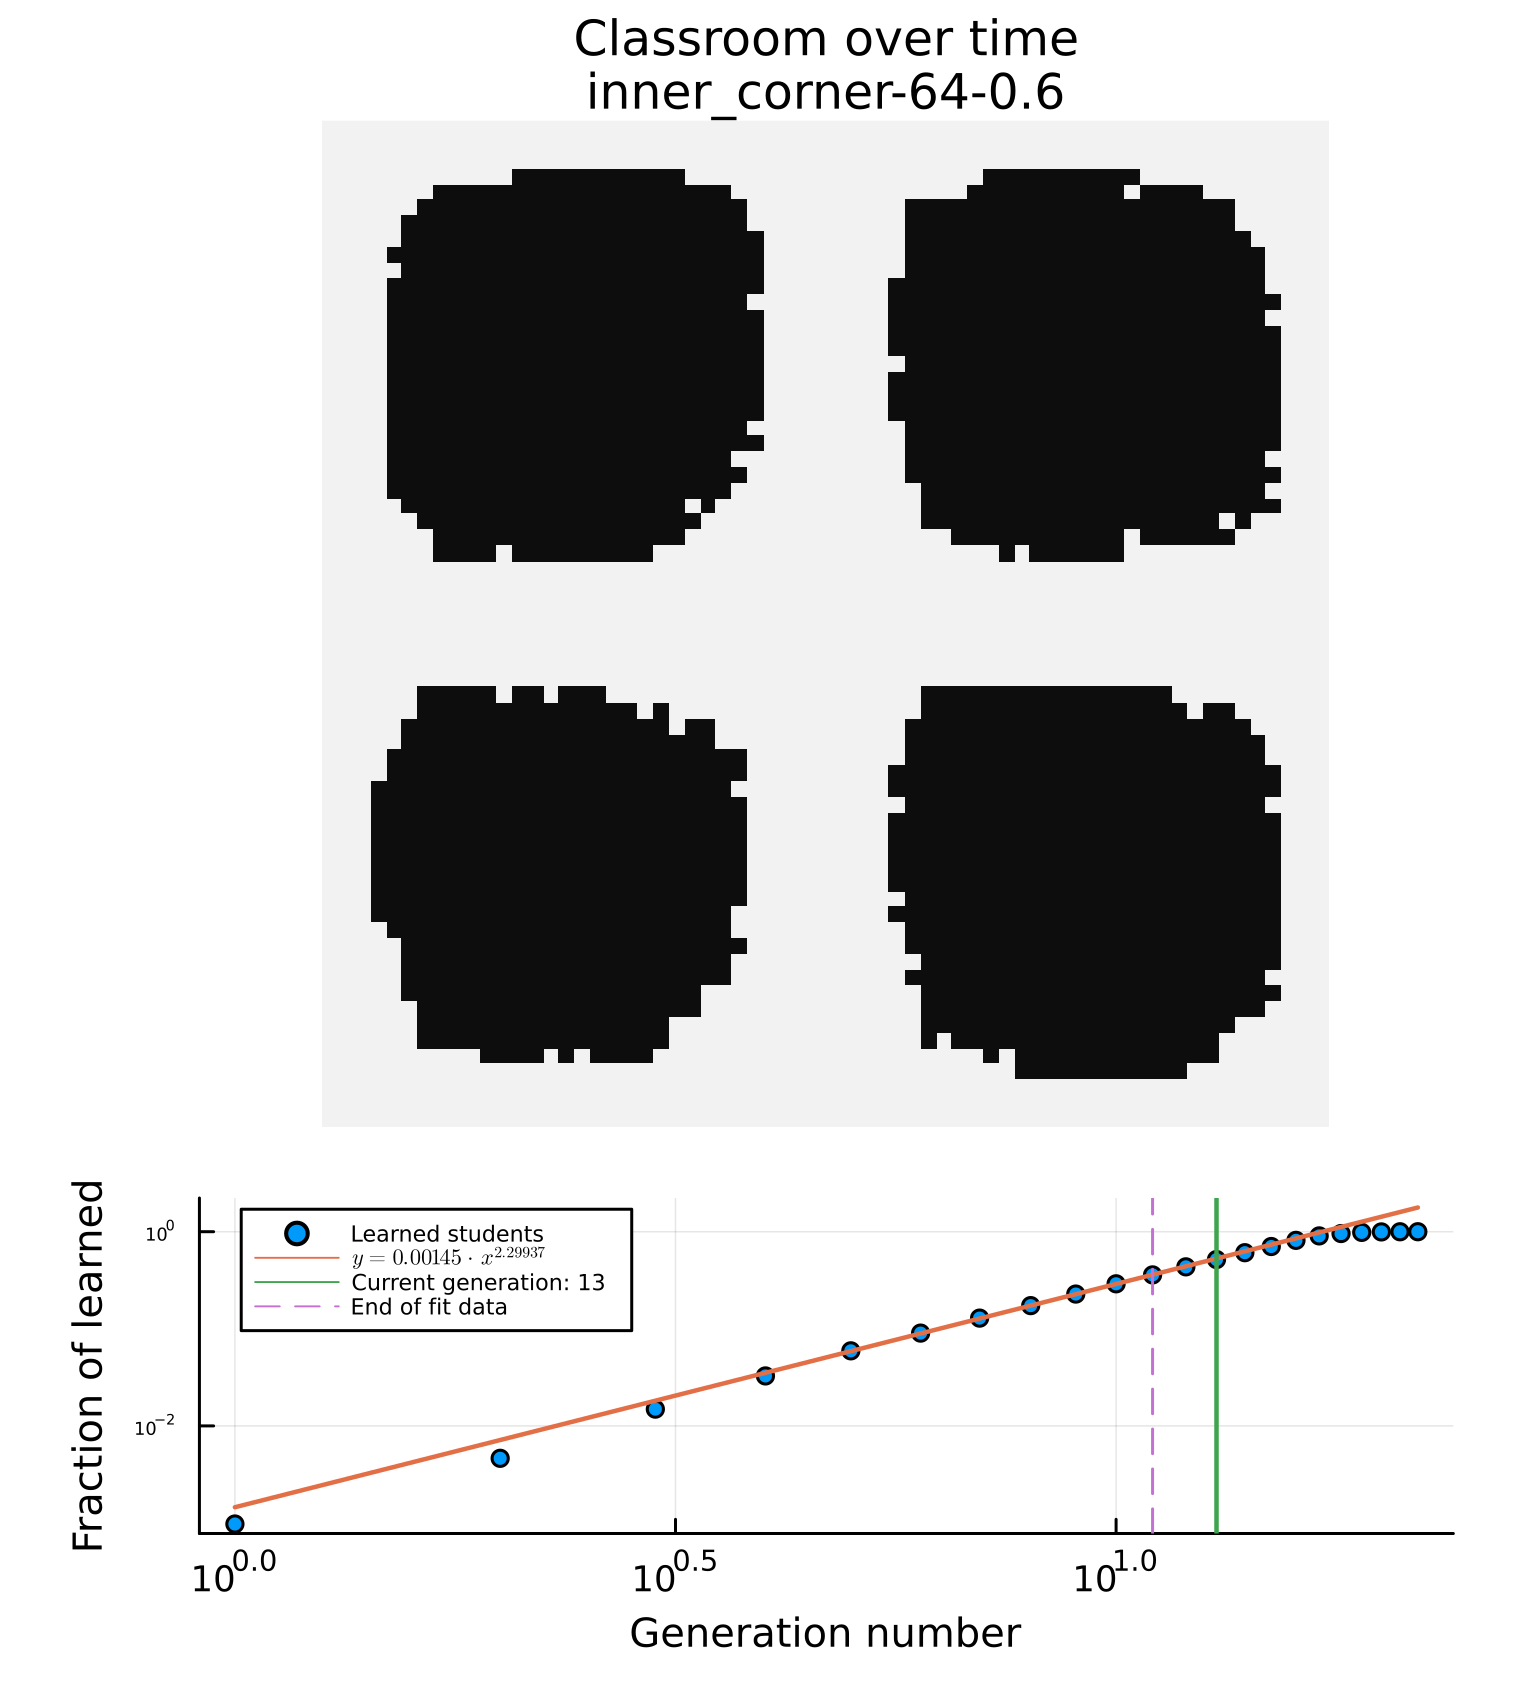 Classroom over time
inner_corner-64-0.6
Fraction of learned
10^0
10^−2
Learned students
y = 0.00145 · x^2.29937
Current generation: 13
End of fit data
10^0.0 10^0.5 10^1.0
Generation number